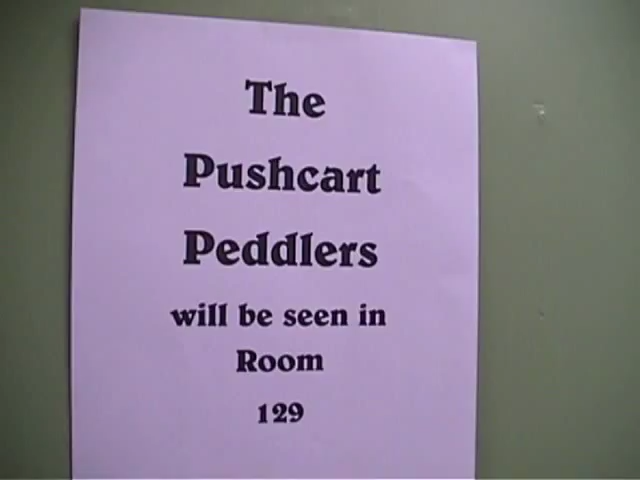 The
Pushcart
Peddlers
will be seen in
Room
129